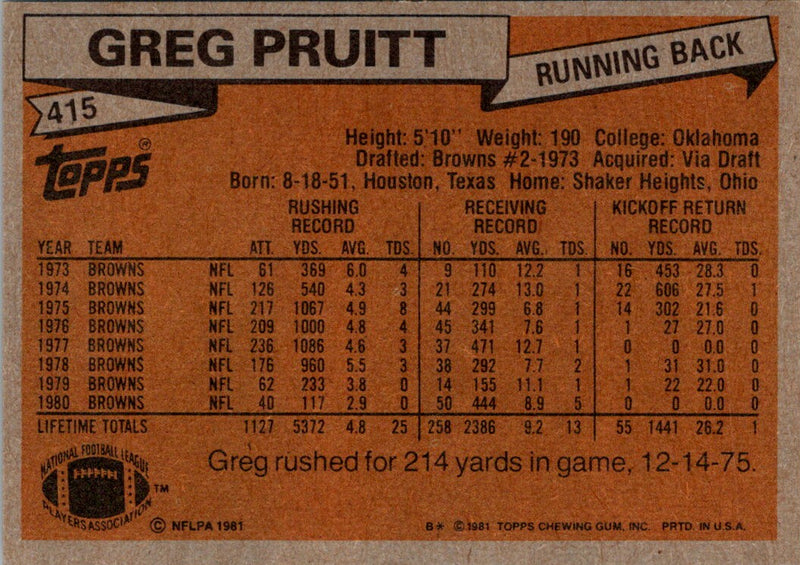 GREG PRUITT
RUNNING BACK
415
Topps®
Height: 5'10" Weight: 190 College: Oklahoma
Drafted: Browns #2-1973 Acquired: Via Draft
Born: 8-18-51, Houston, Texas Home: Shaker Heights, Ohio
RUSHING RECORD RECEIVING RECORD KICKOFF RETURN RECORD
YEAR TEAM ATT. YDS. AVG. TDS. NO. YDS. AVG. TDS. NO. YDS. AVG. TDS.
1973 BROWNS NFL 61 369 6.0 4 9 110 12.2 1 16 453 28.3 0
1974 BROWNS NFL 126 540 4.3 3 21 274 13.0 1 22 606 27.5 1
1975 BROWNS NFL 217 1067 4.9 8 44 299 6.8 1 14 302 21.6 0
1976 BROWNS NFL 209 1000 4.8 4 45 341 7.6 1 1 27 27.0 0
1977 BROWNS NFL 236 1086 4.6 3 37 471 12.7 1 0 0 0.0 0
1978 BROWNS NFL 176 960 5.5 3 38 292 7.7 2 1 31 31.0 0
1979 BROWNS NFL 62 233 3.8 0 14 155 11.1 1 1 22 22.0 0
1980 BROWNS NFL 40 117 2.9 0 50 444 8.9 5 0 0 0.0 0
LIFETIME TOTALS 1127 5372 4.8 25 258 2386 9.2 13 55 1441 26.2 1
Greg rushed for 214 yards in game, 12-14-75.
NATIONAL FOOTBALL LEAGUE
PLAYERS ASSOCIATION
TM
© NFLPA 1981
B* ©1981 TOPPS CHEWING GUM, INC. PRTD. IN U.S.A.